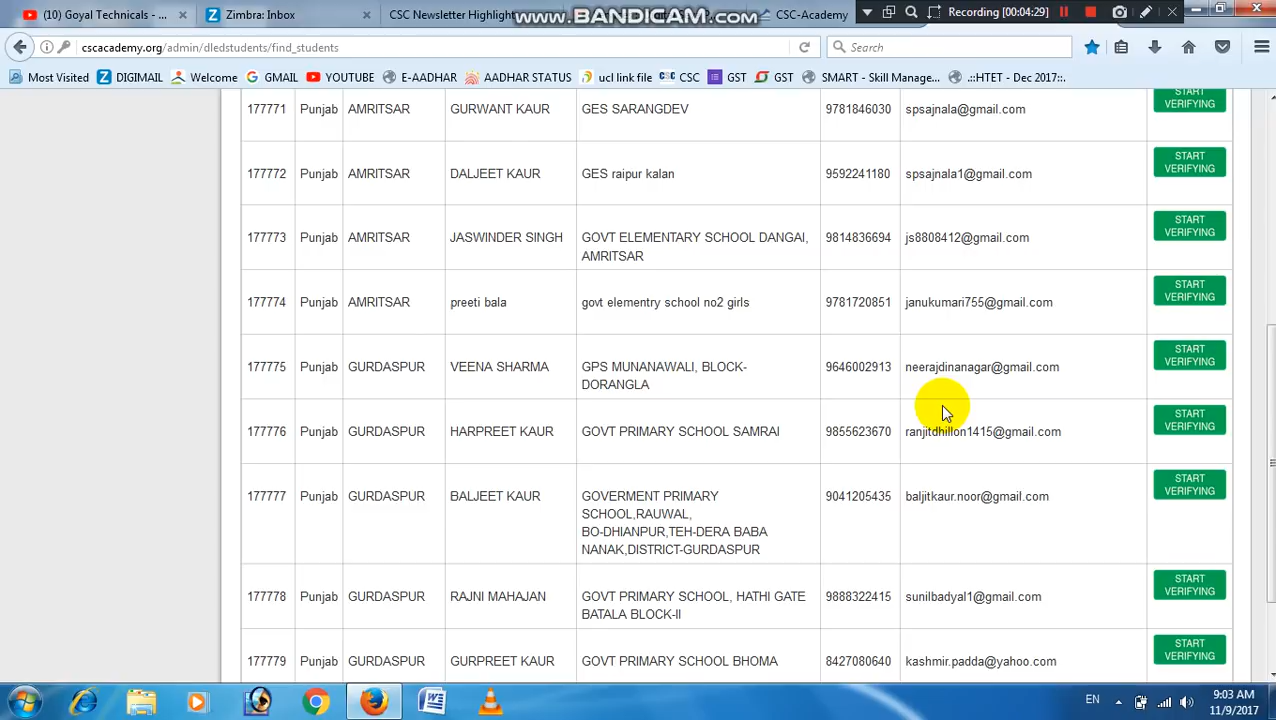 (10) Goyal Technicals - ...
Zimbra: Inbox
CSC Newsletter Highlight
CSC-Academy
www.BANDICAM.com
Recording [00:04:29]
cscacademy.org/admin/dledstudents/find_students
Search
Most Visited DIGIMAIL Welcome GMAIL YOUTUBE E-AADHAR AADHAR STATUS ucl link file CSC GST GST SMART - Skill Manage... .::HTET - Dec 2017::.
177771 Punjab AMRITSAR GURWANT KAUR GES SARANGDEV 9781846030 spsajnala@gmail.com START
VERIFYING
177772 Punjab AMRITSAR DALJEET KAUR GES raipur kalan 9592241180 spsajnala1@gmail.com START
VERIFYING
177773 Punjab AMRITSAR JASWINDER SINGH GOVT ELEMENTARY SCHOOL DANGAI, 9814836694 js8808412@gmail.com START
AMRITSAR VERIFYING
177774 Punjab AMRITSAR preeti bala govt elementry school no2 girls 9781720851 janukumari755@gmail.com START
VERIFYING
177775 Punjab GURDASPUR VEENA SHARMA GPS MUNANAWALI, BLOCK- 9646002913 neerajdinanagar@gmail.com START
DORANGLA VERIFYING
177776 Punjab GURDASPUR HARPREET KAUR GOVT PRIMARY SCHOOL SAMRAI 9855623670 ranjitdhillon1415@gmail.com START
VERIFYING
177777 Punjab GURDASPUR BALJEET KAUR GOVERMENT PRIMARY 9041205435 baljitkaur.noor@gmail.com START
SCHOOL,RAUWAL, VERIFYING
BO-DHIANPUR,TEH-DERA BABA
NANAK,DISTRICT-GURDASPUR
177778 Punjab GURDASPUR GOVT PRIMARY SCHOOL, HATHI GATE 9888322415 sunilbadyal1@gmail.com START
BATALA BLOCK-II VERIFYING
177779 Punjab GURDASPUR KAUR GOVT PRIMARY SCHOOL BHOMA 8427080640 kashmir.padda@yahoo.com START
VERIFYING
EN
9:03 AM
11/9/2017